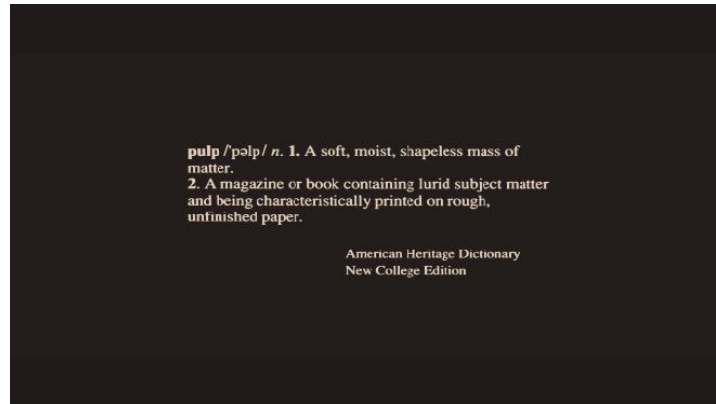 pulp /'pəlp/ n. 1. A soft, moist, shapeless mass of
matter.
2. A magazine or book containing lurid subject matter
and being characteristically printed on rough,
unfinished paper.
American Heritage Dictionary
New College Edition